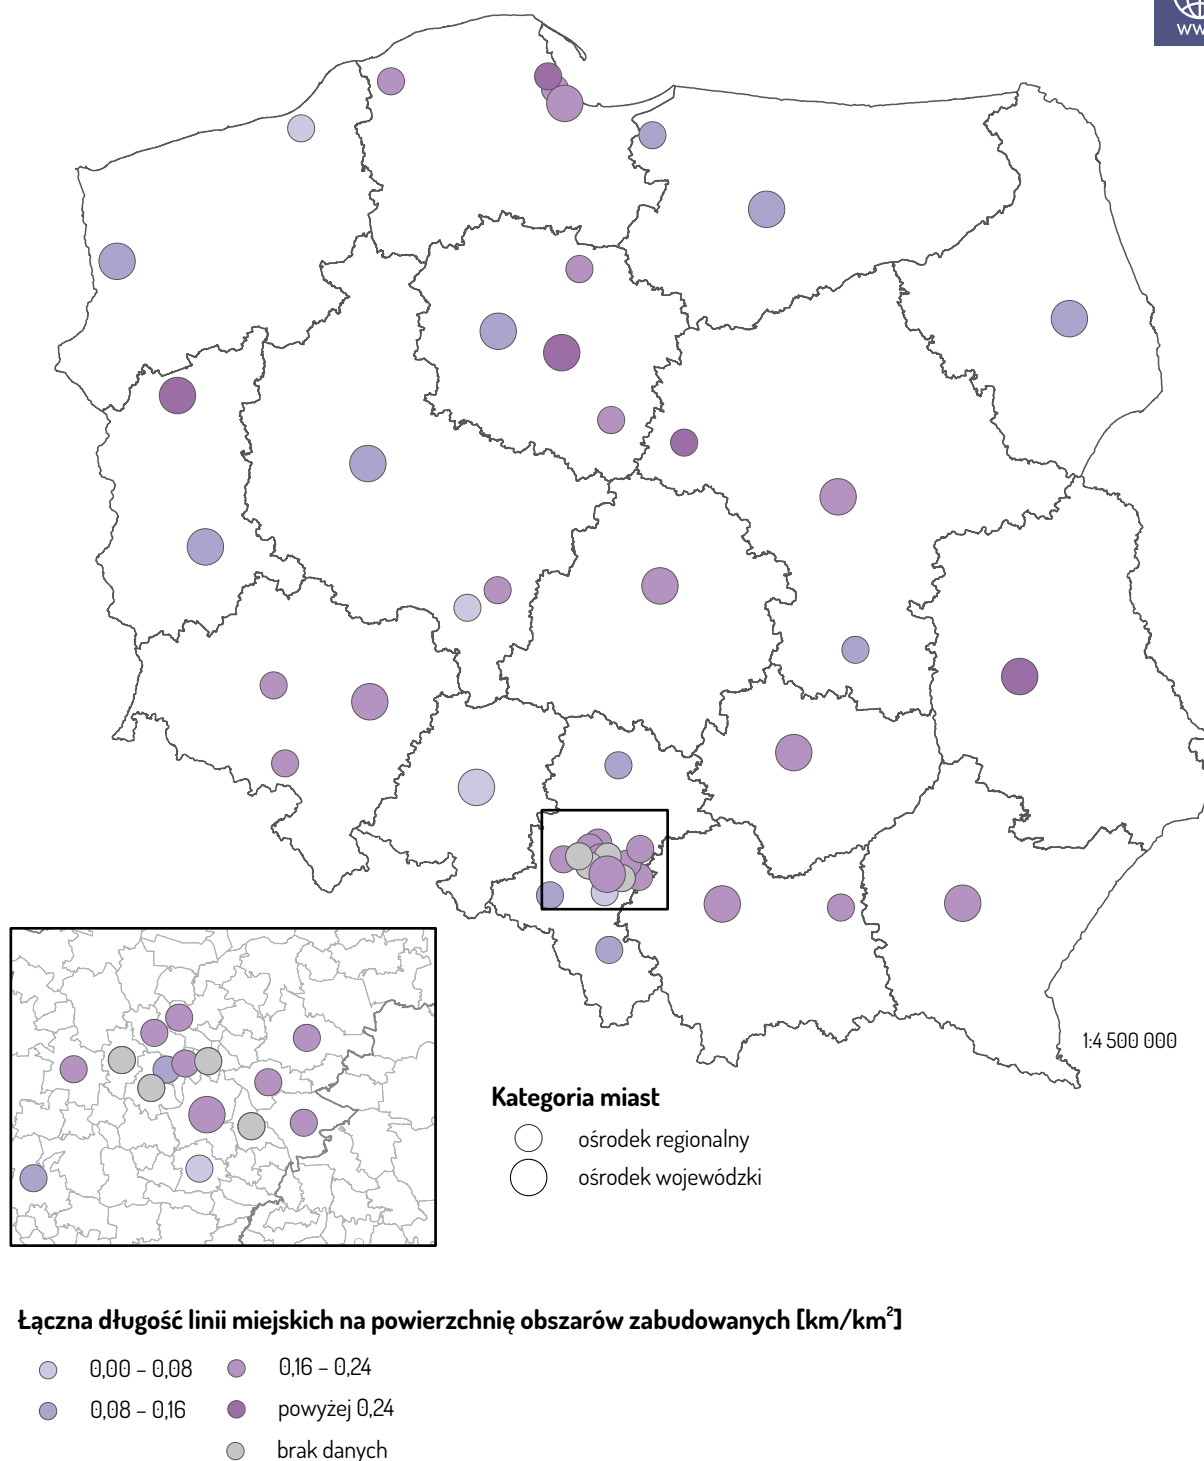 WW
1:4 500 000
Kategoria miast
ośrodek regionalny
ośrodek wojewódzki
Łączna długość linii miejskich na powierzchnię obszarów zabudowanych [km/km²]
0,00 – 0,08
0,16 – 0,24
0,08 – 0,16
powyżej 0,24
brak danych